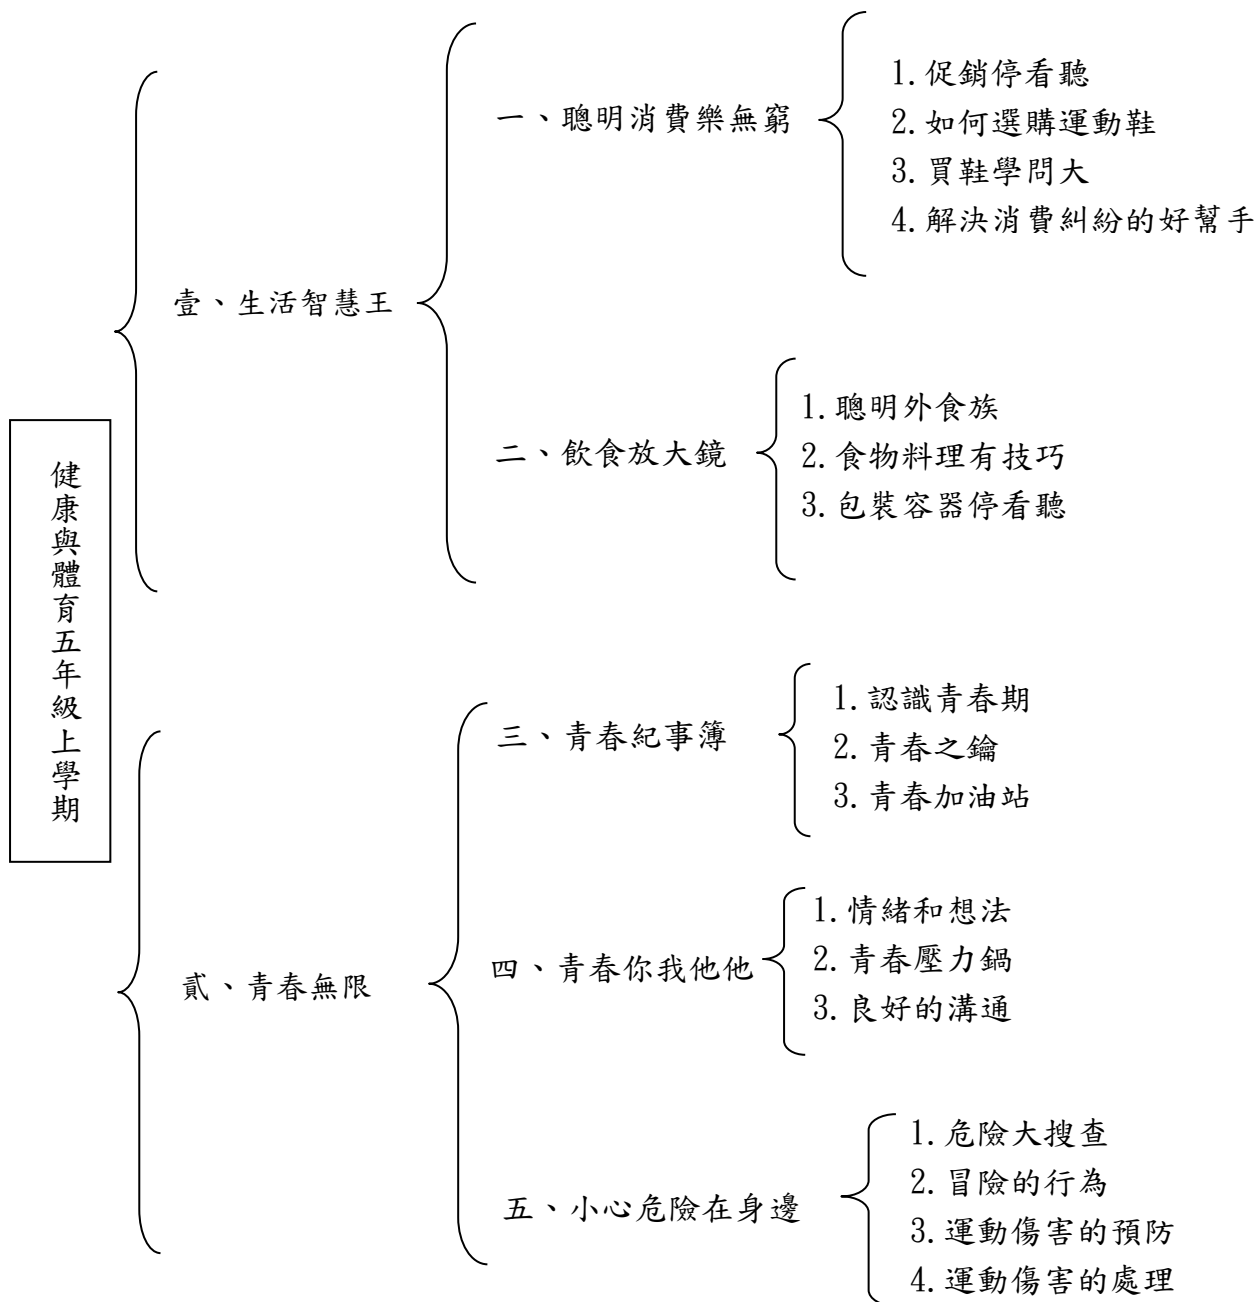 健康與體育五年級上學期
壹、生活智慧王
一、聰明消費樂無窮
1.促銷停看聽
2.如何選購運動鞋
3.買鞋學問大
4.解決消費糾紛的好幫手
二、飲食放大鏡
1.聰明外食族
2.食物料理有技巧
3.包裝容器停看聽
貳、青春無限
三、青春紀事簿
1.認識青春期
2.青春之鑰
3.青春加油站
四、青春你我他他
1.情緒和想法
2.青春壓力鍋
3.良好的溝通
五、小心危險在身邊
1.危險大搜查
2.冒險的行為
3.運動傷害的預防
4.運動傷害的處理